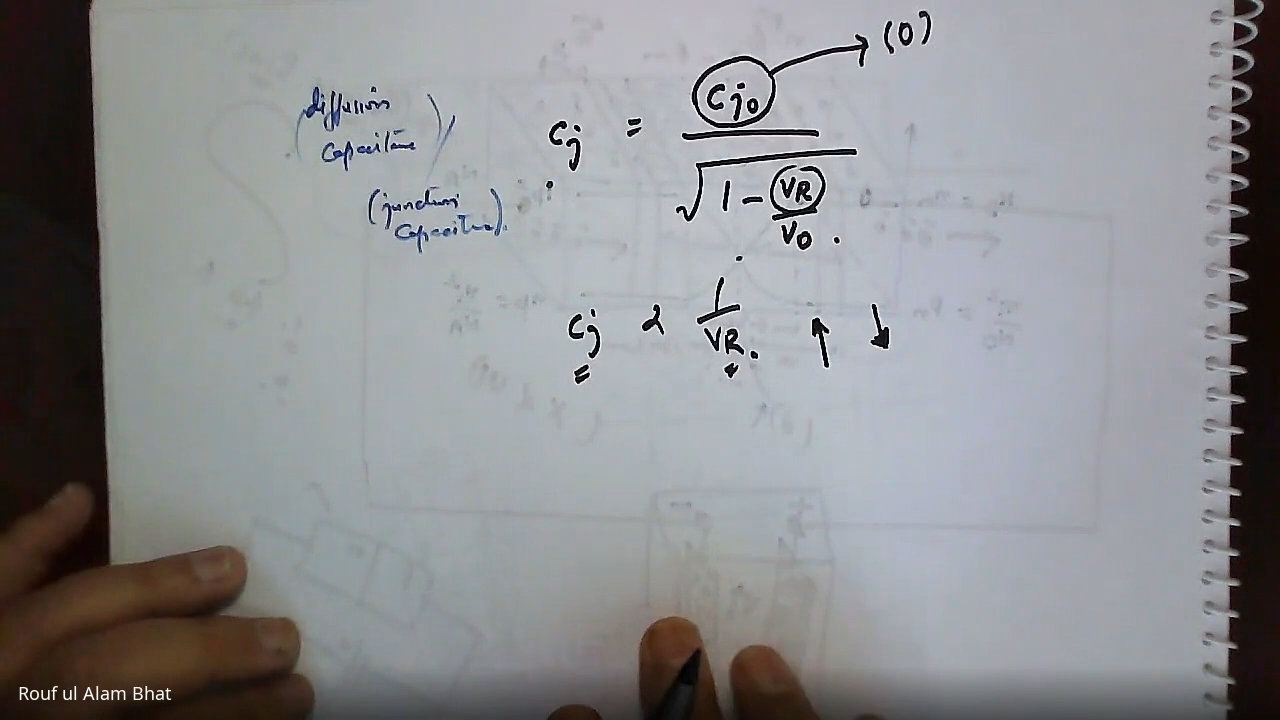 (diffusion
capacitance)
(junction
capacitance)
Cj = Cj0 / √(1 - VR/V0) .
→ (0)
Cj ∝ 1/VR . ↑ ↓
Rouf ul Alam Bhat